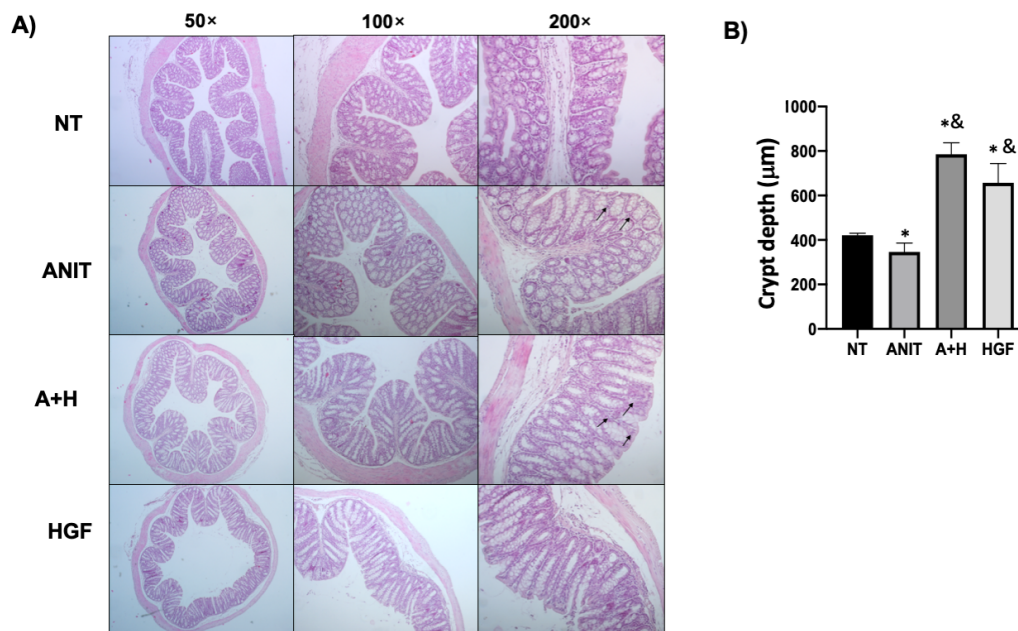 A)
50× 100× 200×
NT
ANIT
A+H
HGF
B)
Crypt depth (μm)
1000
800
600
400
200
0
*
*&
* &
NT ANIT A+H HGF